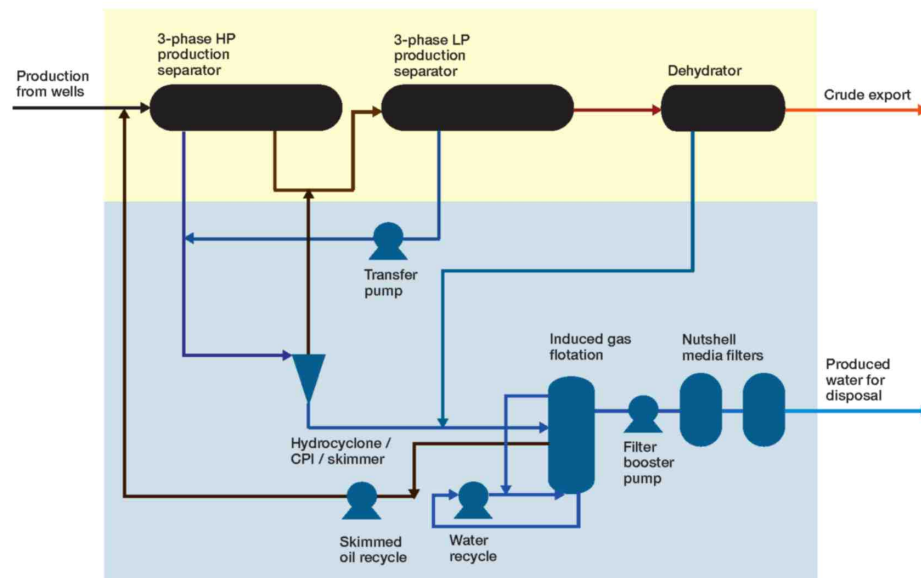 3-phase HP
production
separator
3-phase LP
production
separator
Dehydrator
Production
from wells
Crude export
Transfer
pump
Induced gas
flotation
Nutshell
media filters
Produced
water for
disposal
Hydrocyclone /
CPI / skimmer
Filter
booster
pump
Skimmed
oil recycle
Water
recycle